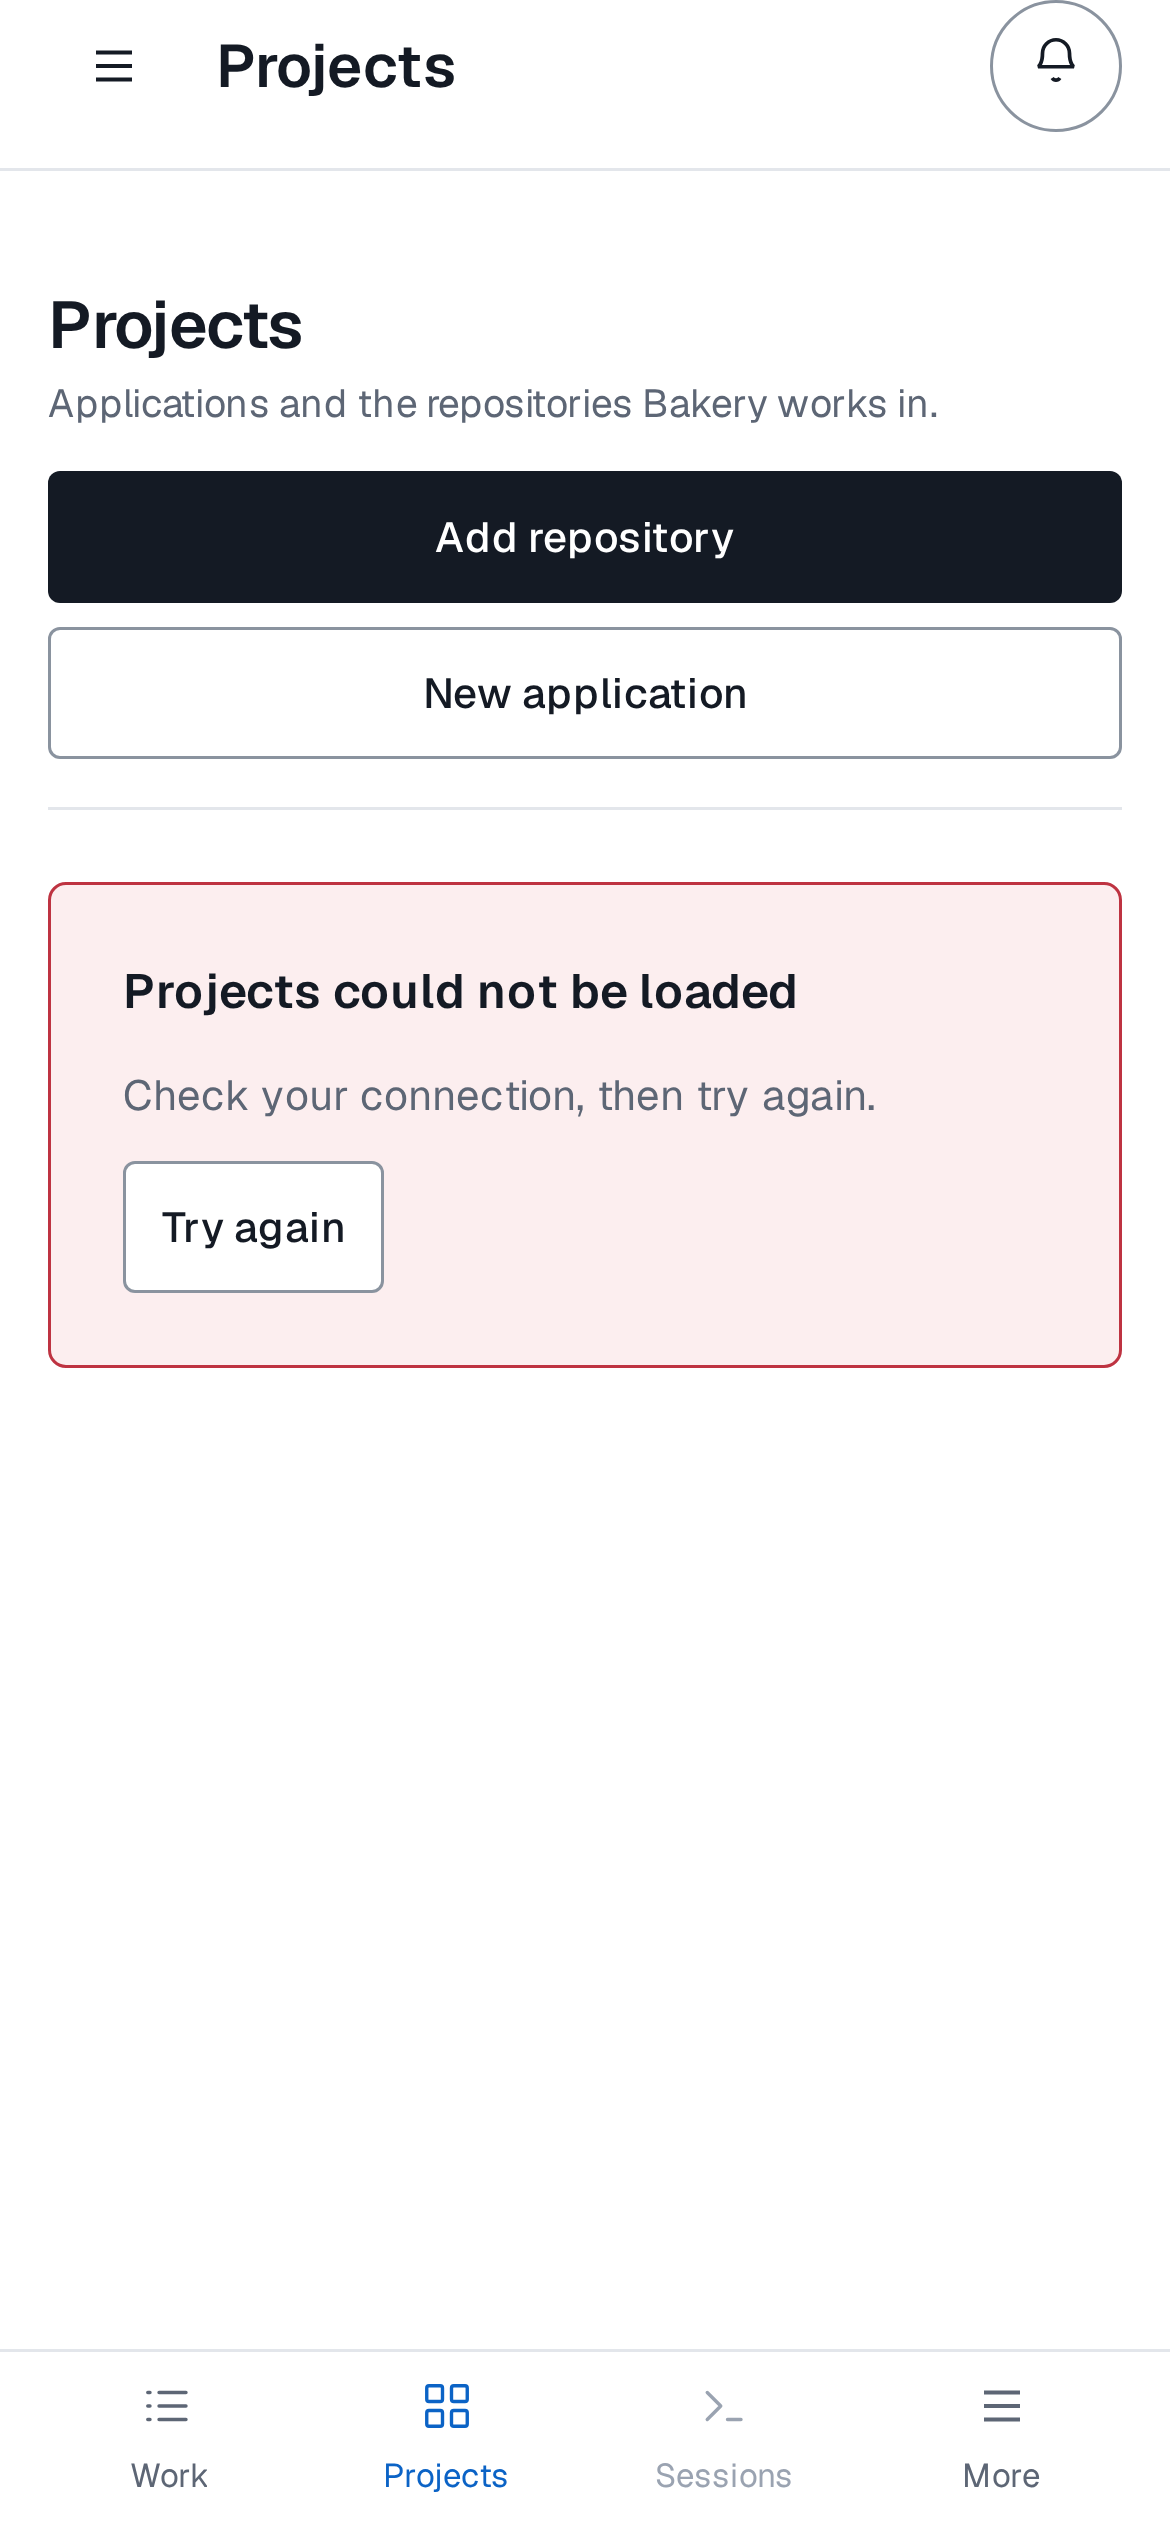 Projects
Projects
Applications and the repositories Bakery works in.
Add repository
New application
Projects could not be loaded
Check your connection, then try again.
Try again
Work
Projects
Sessions
More